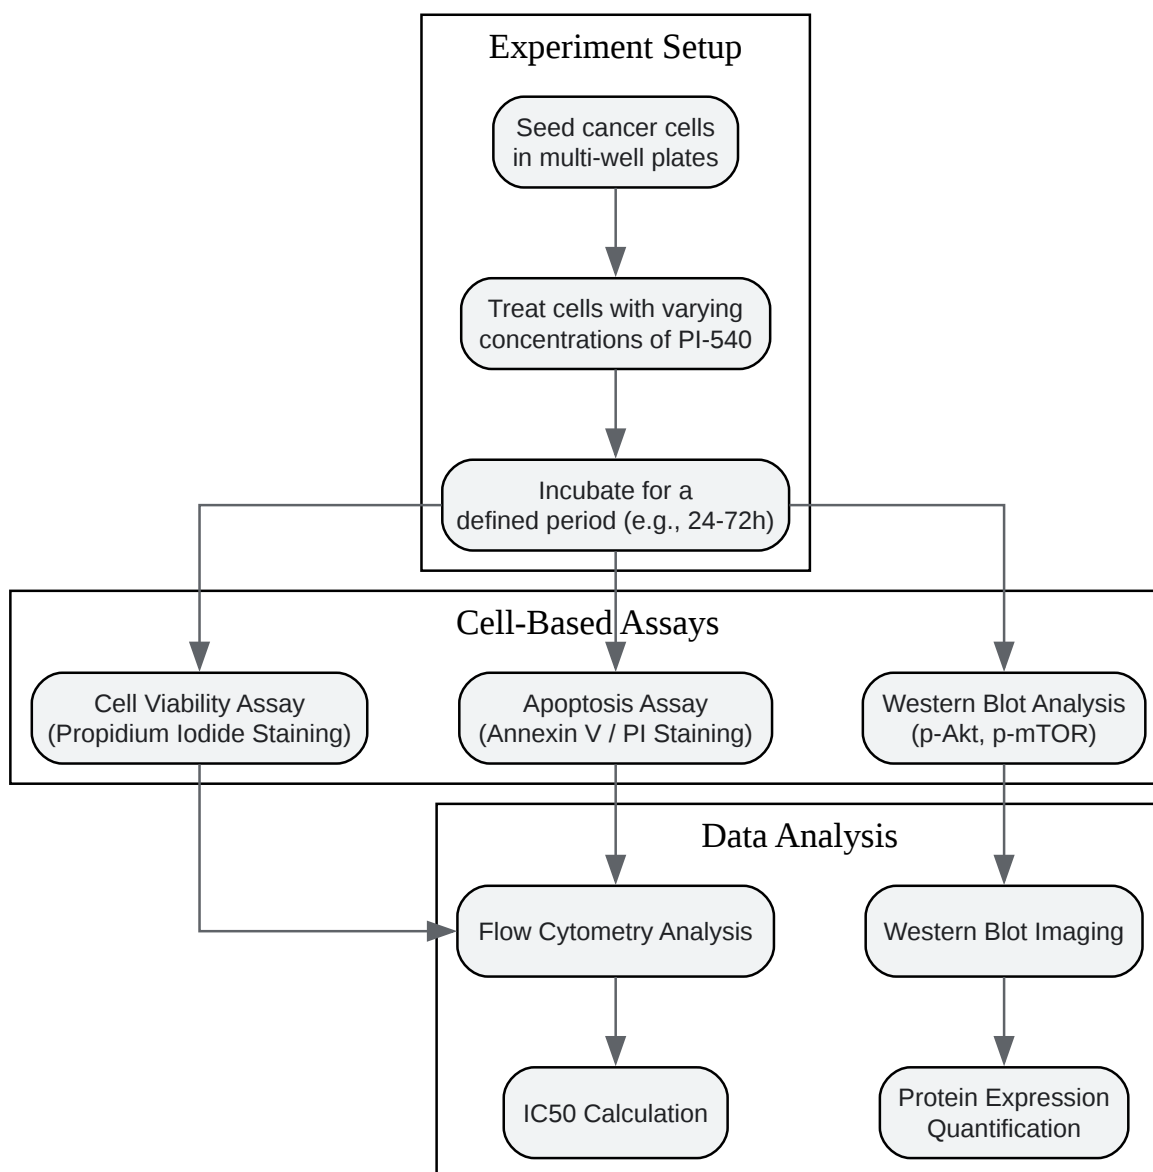 Experiment Setup
Seed cancer cells
in multi-well plates
Treat cells with varying
concentrations of PI-540
Incubate for a
defined period (e.g., 24-72h)
Cell-Based Assays
Cell Viability Assay
(Propidium Iodide Staining)
Apoptosis Assay
(Annexin V / PI Staining)
Western Blot Analysis
(p-Akt, p-mTOR)
Data Analysis
Flow Cytometry Analysis
Western Blot Imaging
IC50 Calculation
Protein Expression
Quantification